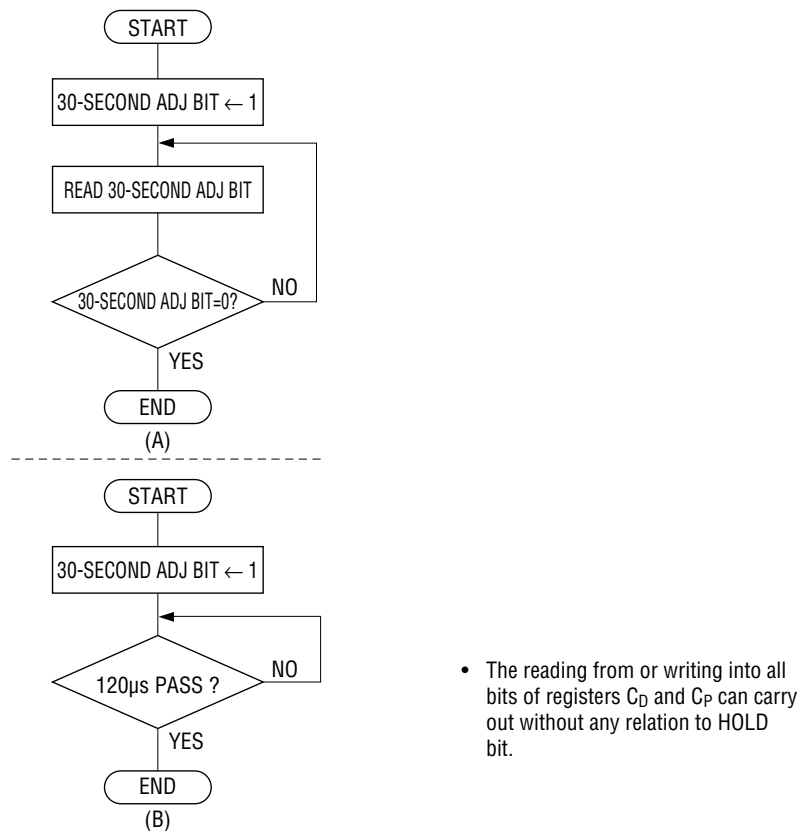 START
30-SECOND ADJ BIT ← 1
READ 30-SECOND ADJ BIT
30-SECOND ADJ BIT=0?
NO
YES
END
(A)
START
30-SECOND ADJ BIT ← 1
120µs PASS ?
NO
YES
END
(B)
• The reading from or writing into all
bits of registers CD and CP can carry
out without any relation to HOLD
bit.